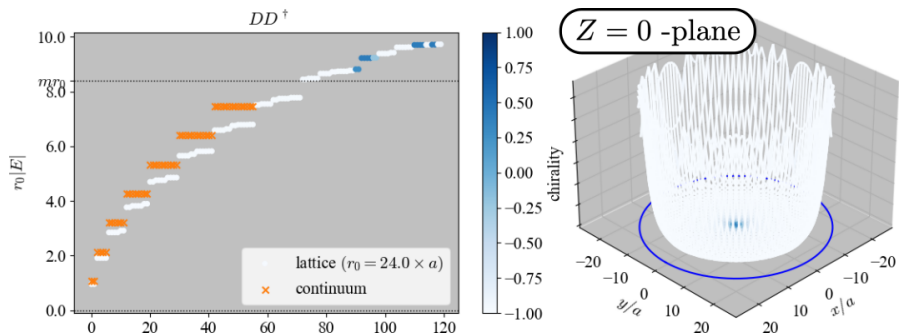 DD†
10.0
8.0
6.0
4.0
2.0
0.0
r₀|E|
0 20 40 60 80 100 120
lattice (r₀ = 24.0 × a)
continuum
1.00
0.75
0.50
0.25
0.00
−0.25
−0.50
−0.75
−1.00
chirality
Z = 0 -plane
−20
−10
0
10
20
y/a
−20
−10
0
10
20
x/a